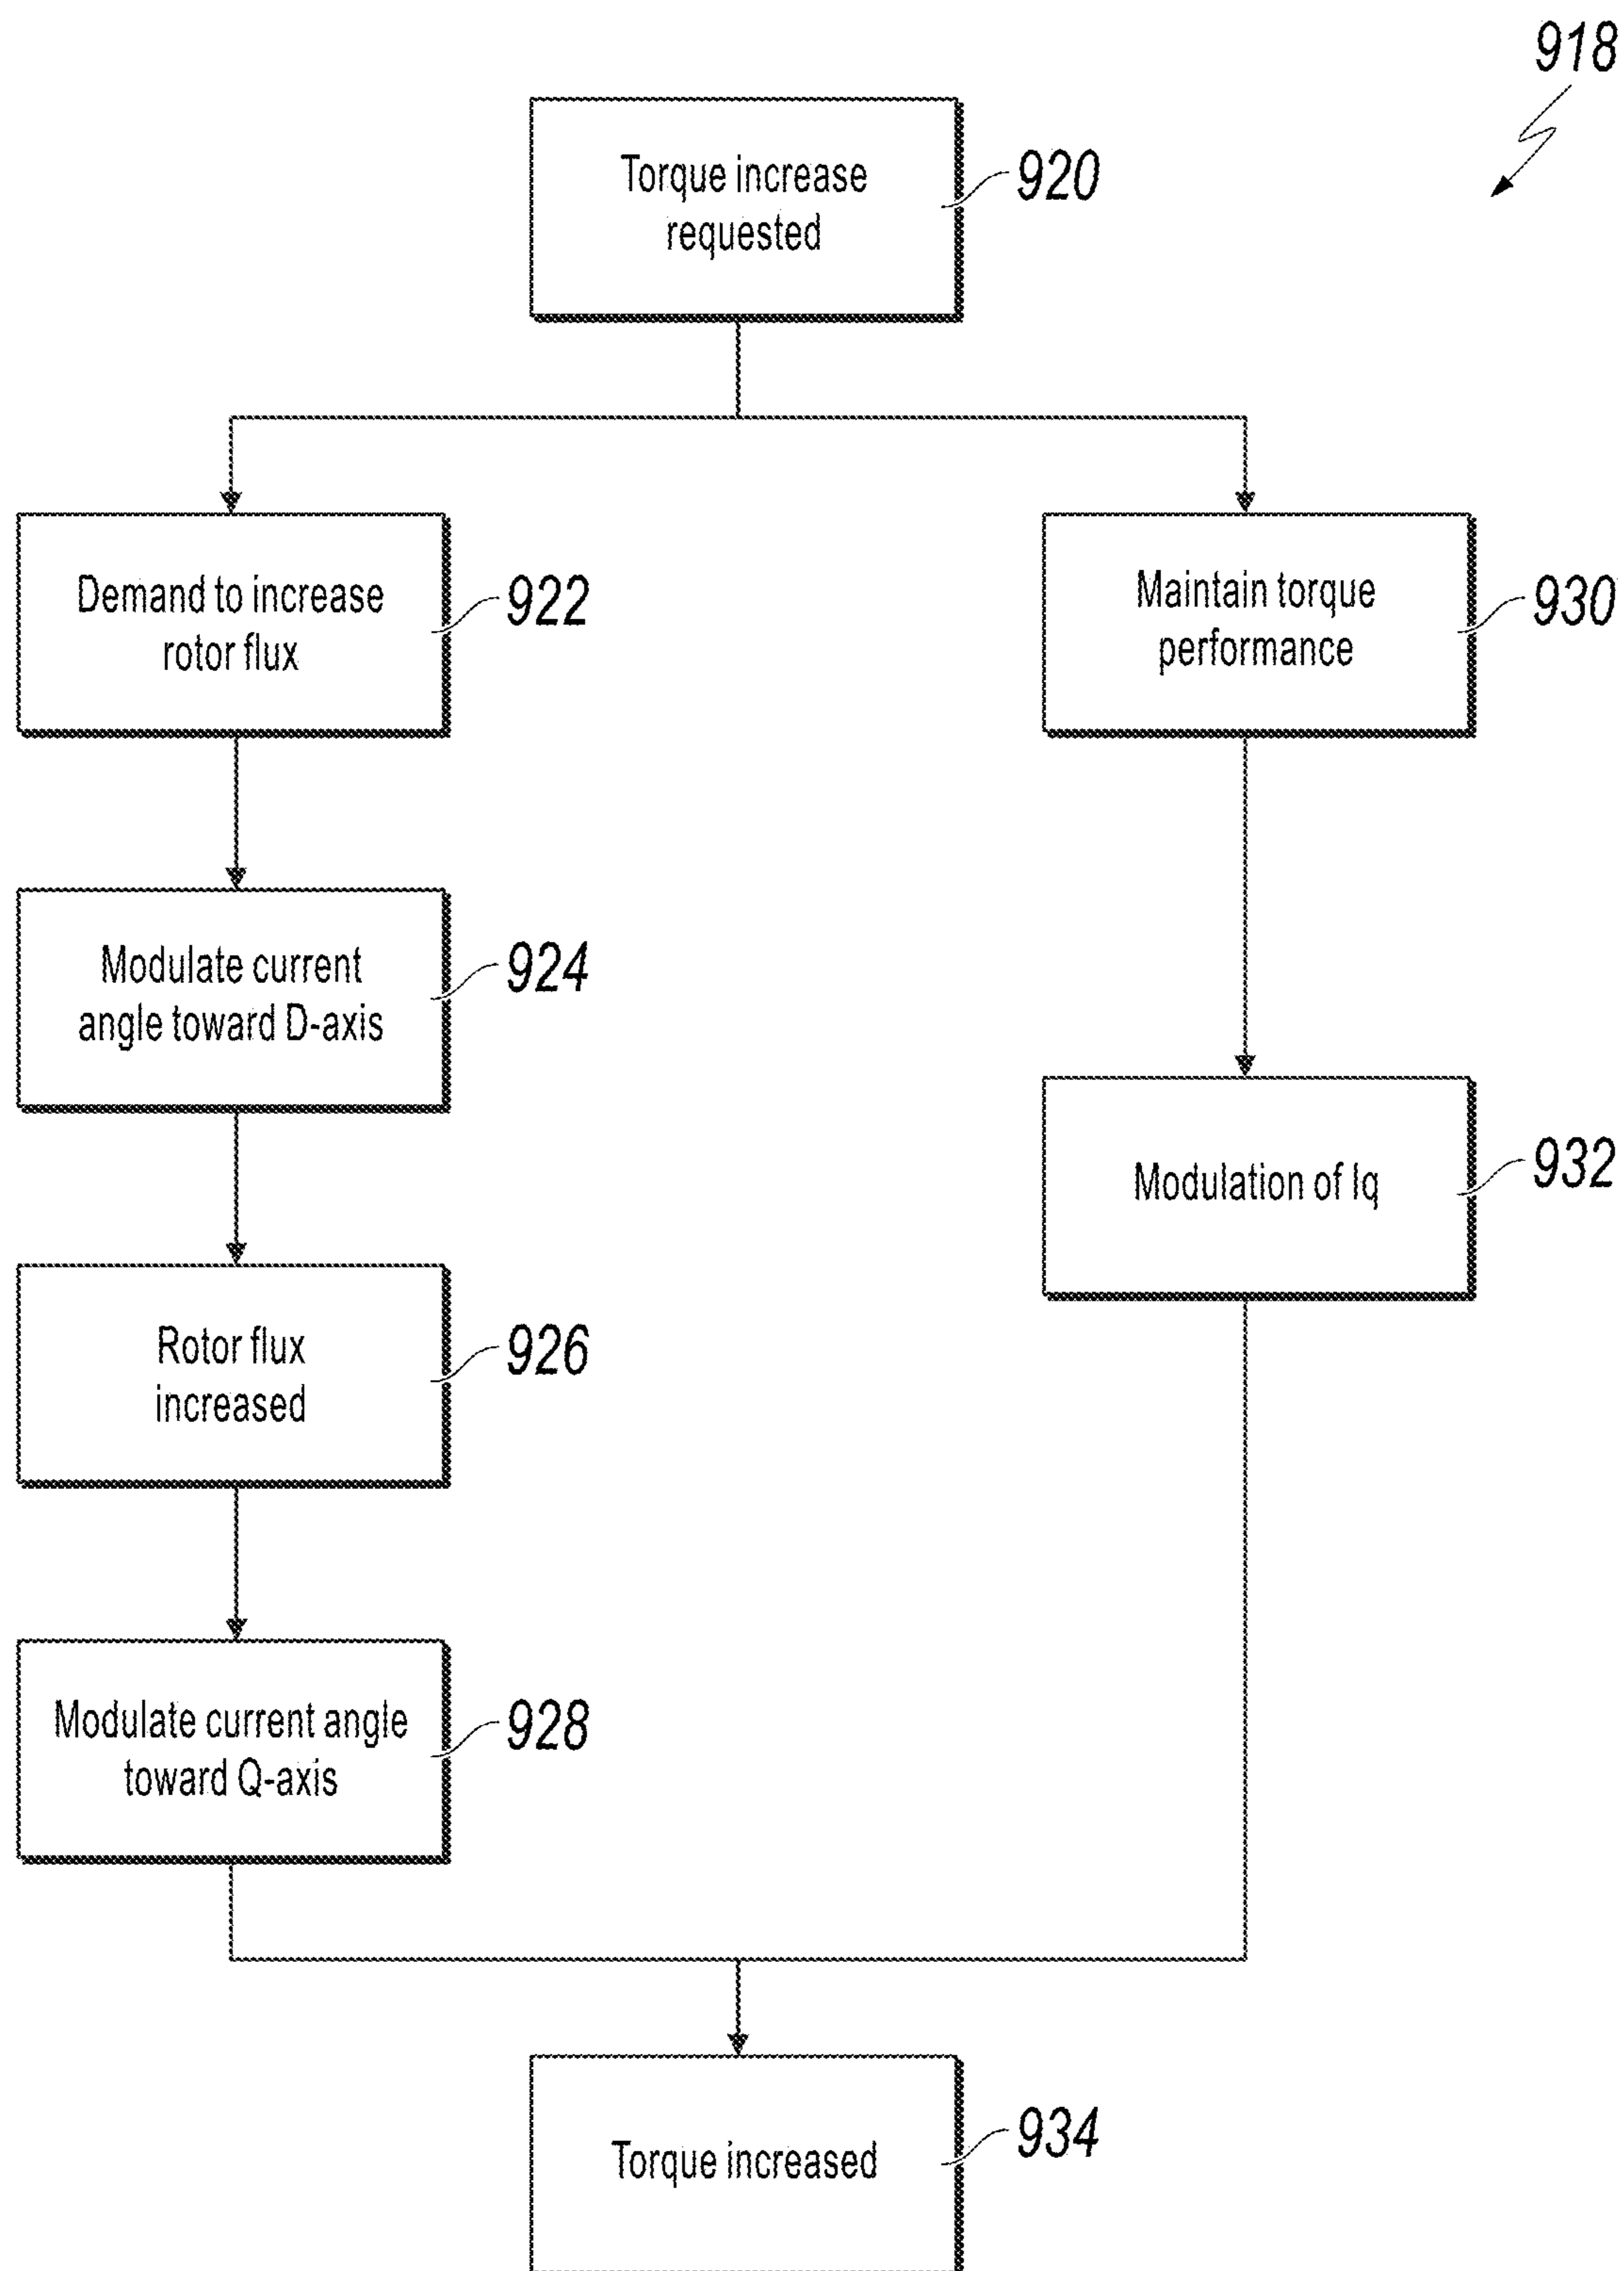 918
Torque increase
requested
920
Demand to increase
rotor flux
922
Maintain torque
performance
930
Modulate current
angle toward D-axis
924
Modulation of Iq
932
Rotor flux
increased
926
Modulate current angle
toward Q-axis
928
Torque increased
934